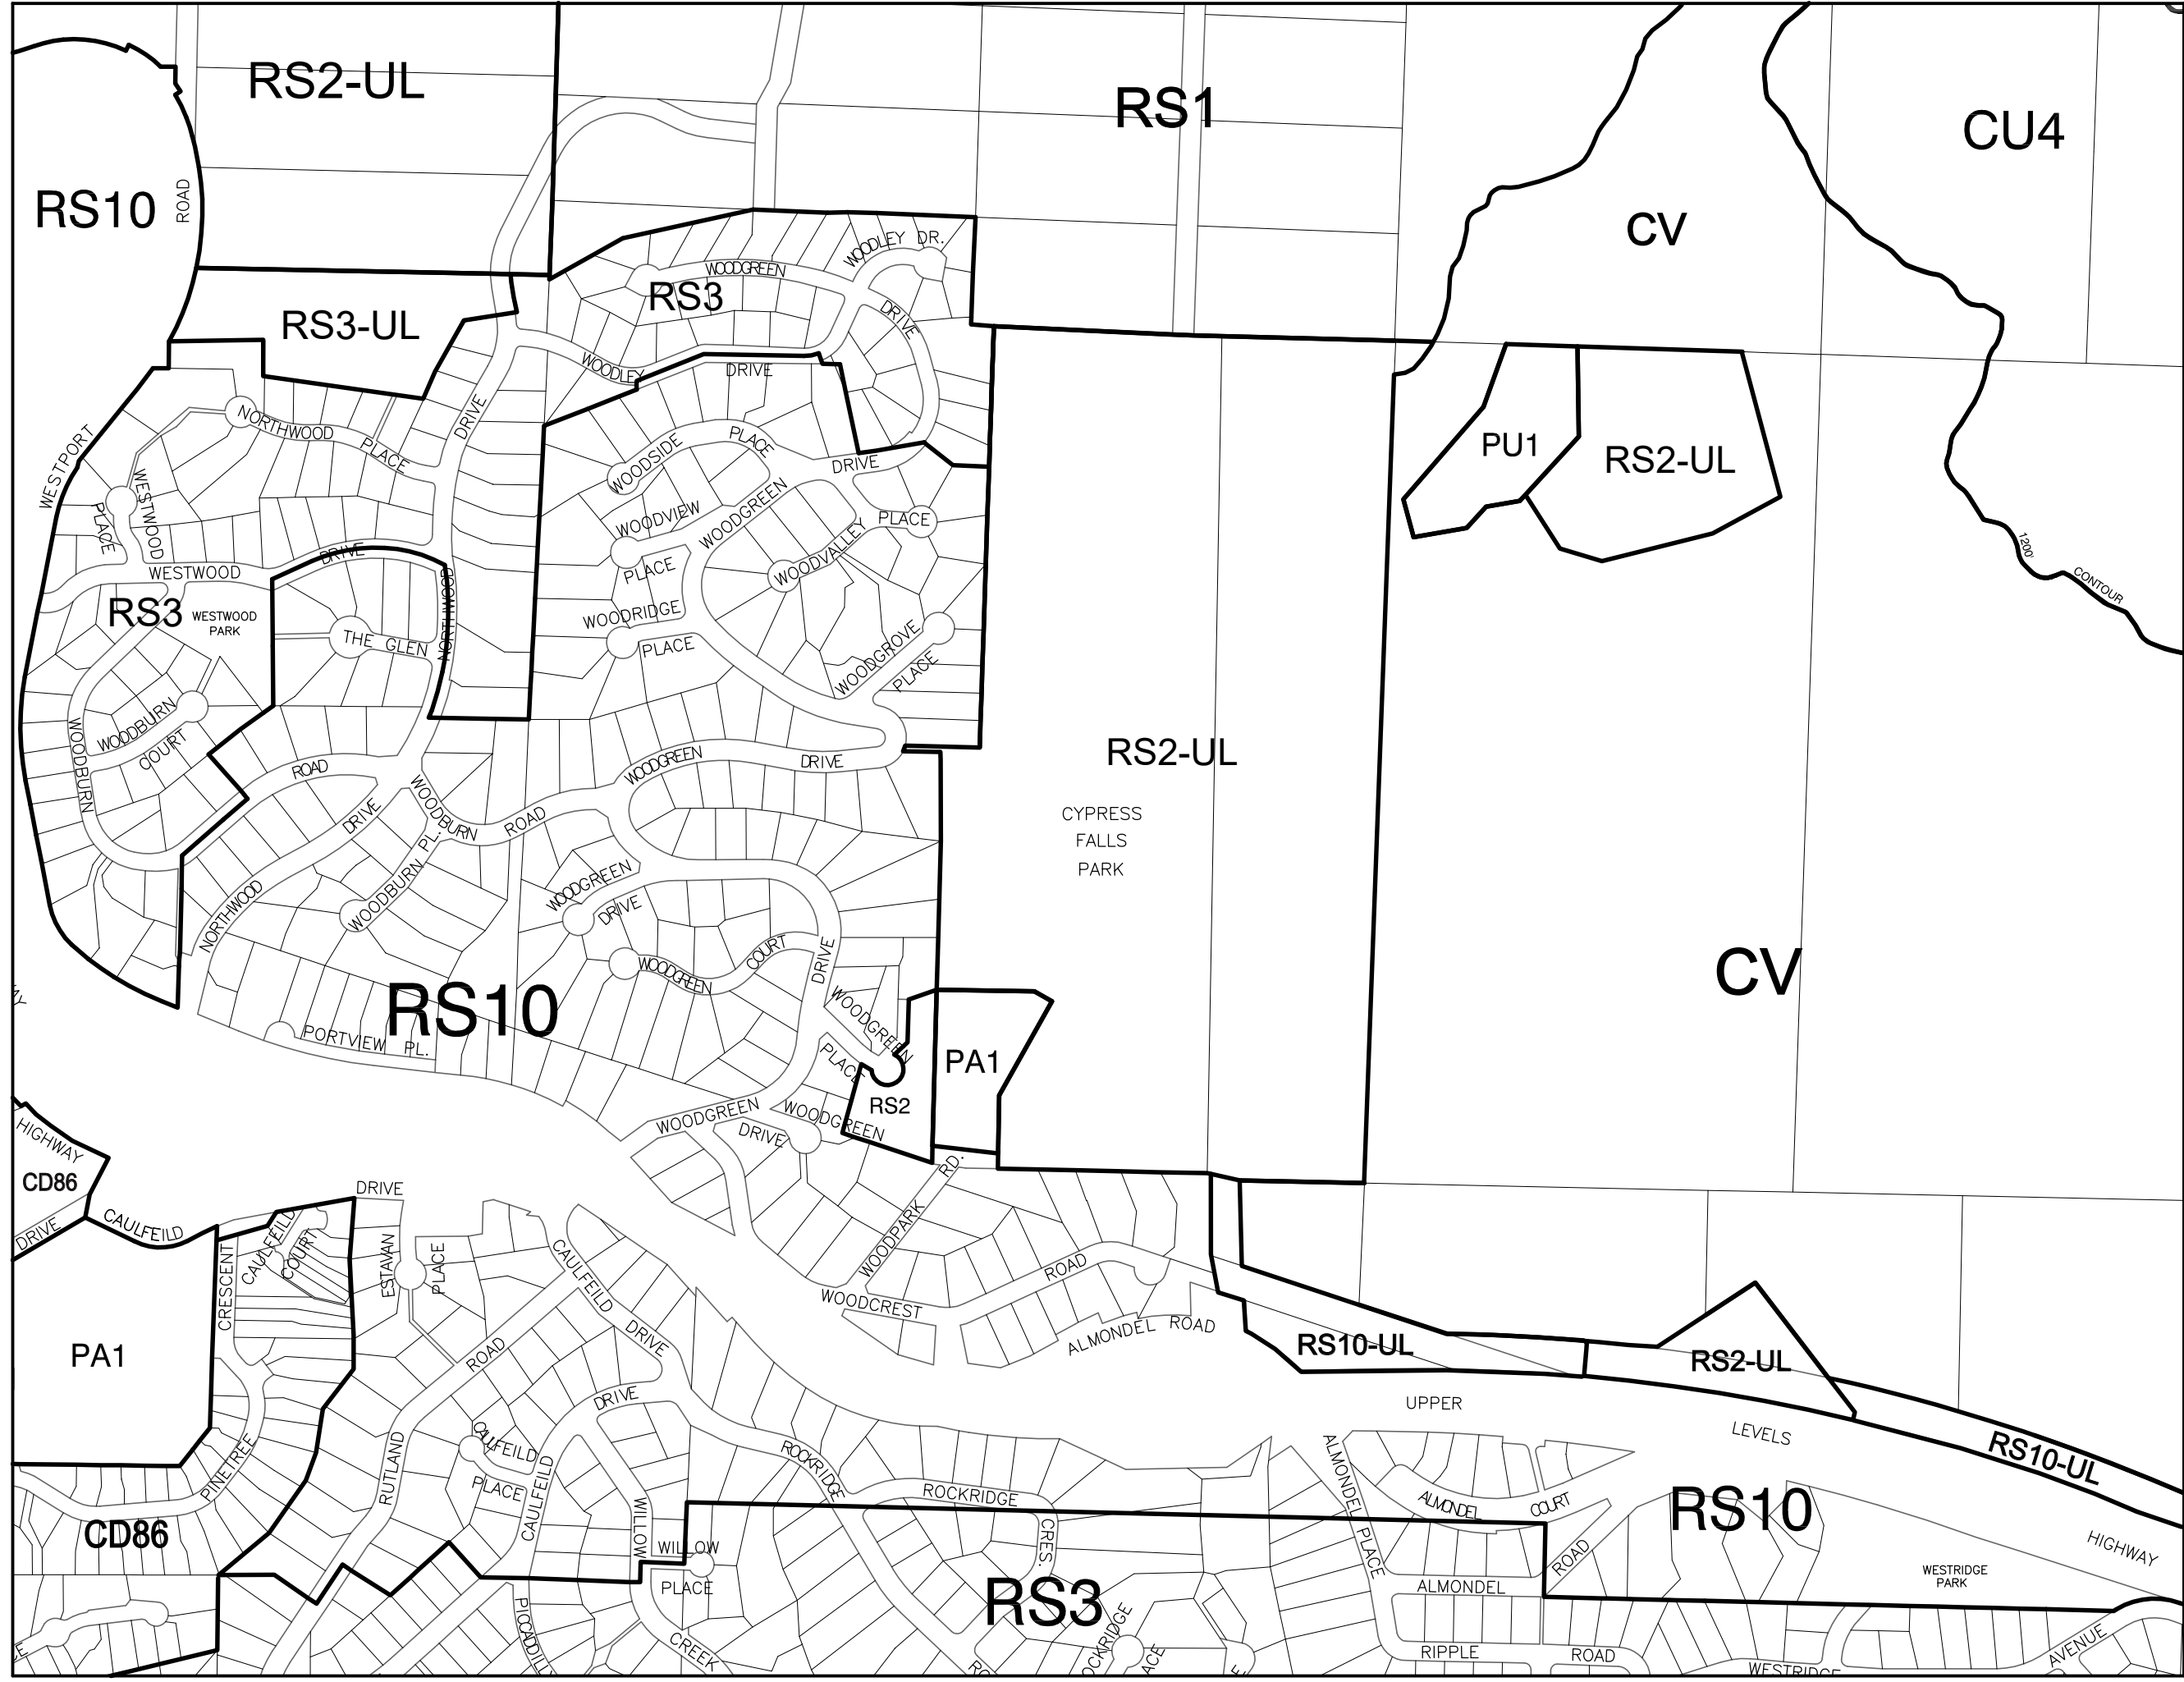 RS2-UL
RS1
CU4
RS10
ROAD
CV
WOODLEY DR.
WOODGREEN
RS3
DRIVE
RS3-UL
WOODLEY
DRIVE
DRIVE
NORTHWOOD
PLACE
WESTPORT
WOODSIDE
PLACE
DRIVE
PU1
RS2-UL
WESTWOOD
PLACE
WOODVIEW
PLACE
WOODGREEN
PLACE
WOODVALLEY
DRIVE
WESTWOOD
1200'
CONTOUR
RS3
WESTWOOD
PARK
THE GLEN
NORTHWOOD
WOODRIDGE
PLACE
WOODGROVE
PLACE
WOODBURN
COURT
WOODBURN
ROAD
WOODGREEN
DRIVE
RS2-UL
CYPRESS
FALLS
PARK
DRIVE
WOODBURN
ROAD
WOODBURN PL.
NORTHWOOD
WOODGREEN
DRIVE
WOODGREEN
COURT
DRIVE
CV
RS10
PORTVIEW PL.
WOODGREEN
PLACE
PA1
RS2
WOODGREEN
DRIVE
WOODGREEN
HIGHWAY
CD86
DRIVE
CAULFEILD
DRIVE
CAULFEILD
COURT
CRESCENT
ESTAVAN
PLACE
CAULFEILD
DRIVE
WOODPARK
RD.
WOODCREST
ROAD
ALMONDEL ROAD
RS10-UL
RS2-UL
PA1
ROAD
DRIVE
UPPER
LEVELS
RS10-UL
RUTLAND
CAULFEILD
PLACE
CAULFEILD
PINETREE
ROCKRIDGE
ROCKRIDGE
CRES.
ALMONDEL PLACE
ALMONDEL
COURT
RS10
HIGHWAY
CD86
WILLOW
WILLOW
PLACE
RS3
ROAD
ALMONDEL
WESTRIDGE
PARK
CREEK
RIPPLE
ROAD
WESTRIDGE
AVENUE